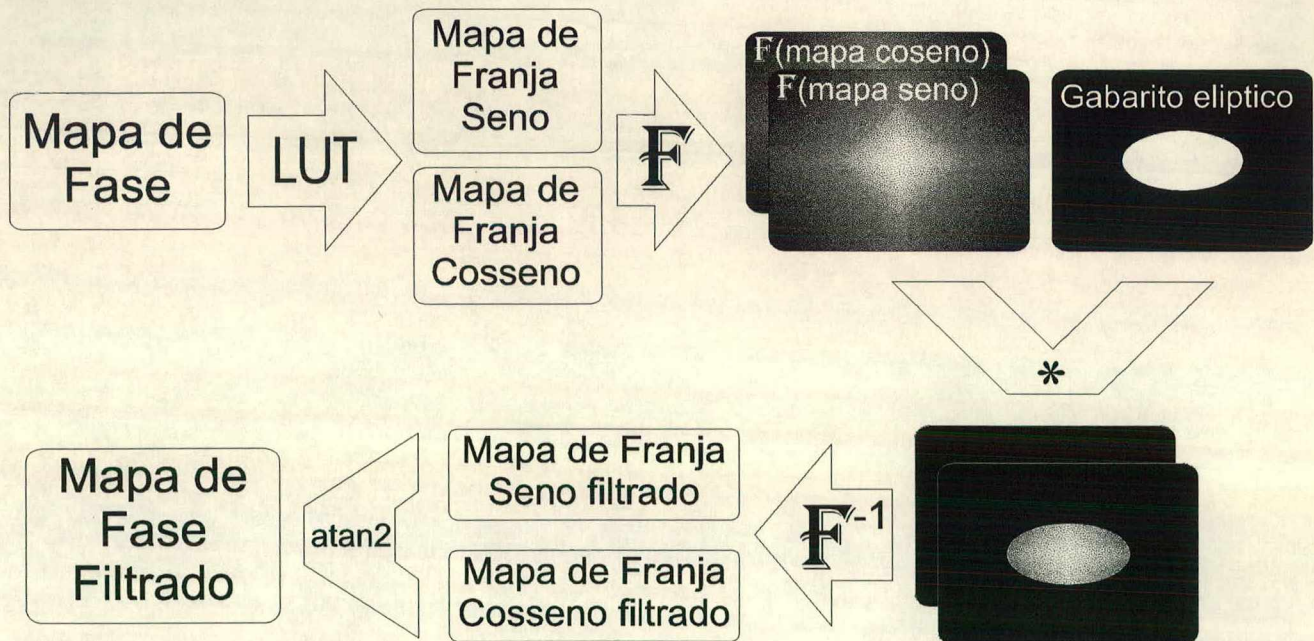 Mapa de
Fase
LUT
Mapa de
Franja
Seno
Mapa de
Franja
Cosseno
F
F(mapa coseno)
F(mapa seno)
Gabarito eliptico
*
Mapa de
Fase
Filtrado
atan2
Mapa de Franja
Seno filtrado
Mapa de Franja
Cosseno filtrado
F-1